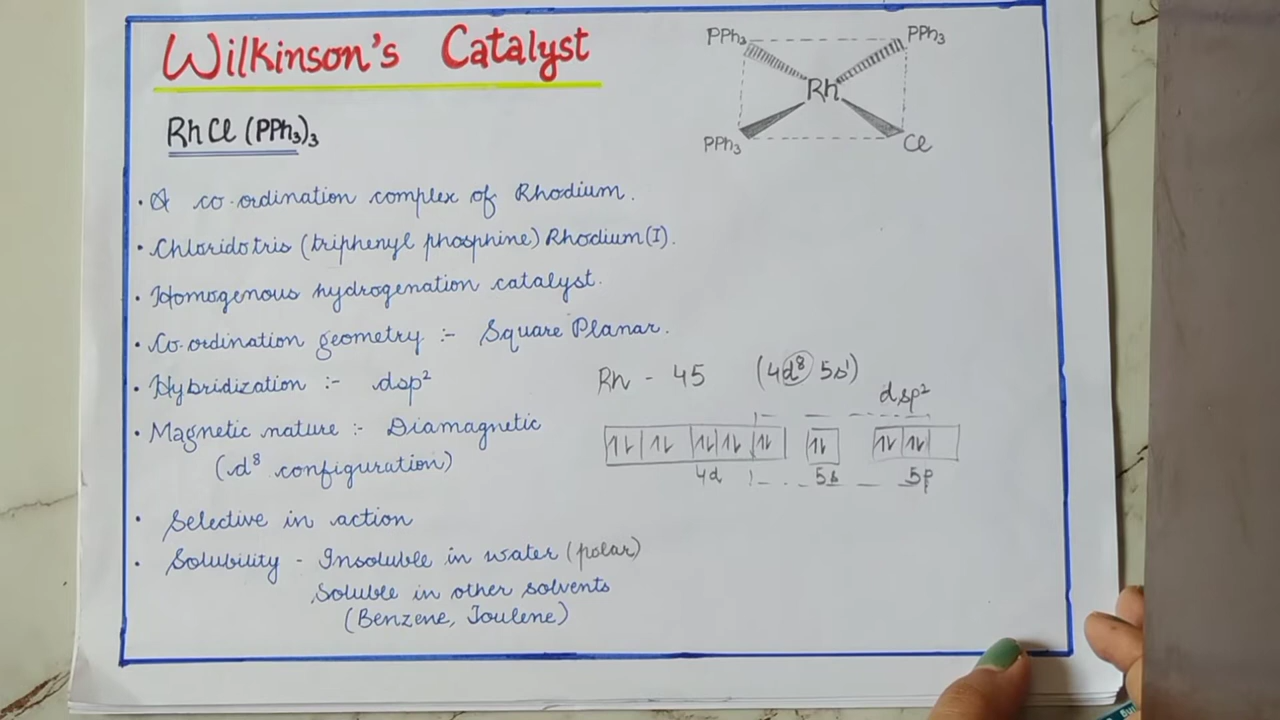 Wilkinson's Catalyst
RhCl (PPh₃)₃
PPh₃ PPh₃
Rh
PPh₃ Cl
• A co-ordination complex of Rhodium.
• Chloridotris (triphenyl phosphine) Rhodium(I).
• Homogenous hydrogenation catalyst.
• Co-ordination geometry :- Square Planar.
• Hybridization :- dsp²
• Magnetic nature :- Diamagnetic
(d⁸ configuration)
Rh - 45 (4d⁸ 5s¹)
dsp²
4d 5s 5p
• Selective in action
• Solubility - Insoluble in water (polar)
Soluble in other solvents
(Benzene, Toulene)